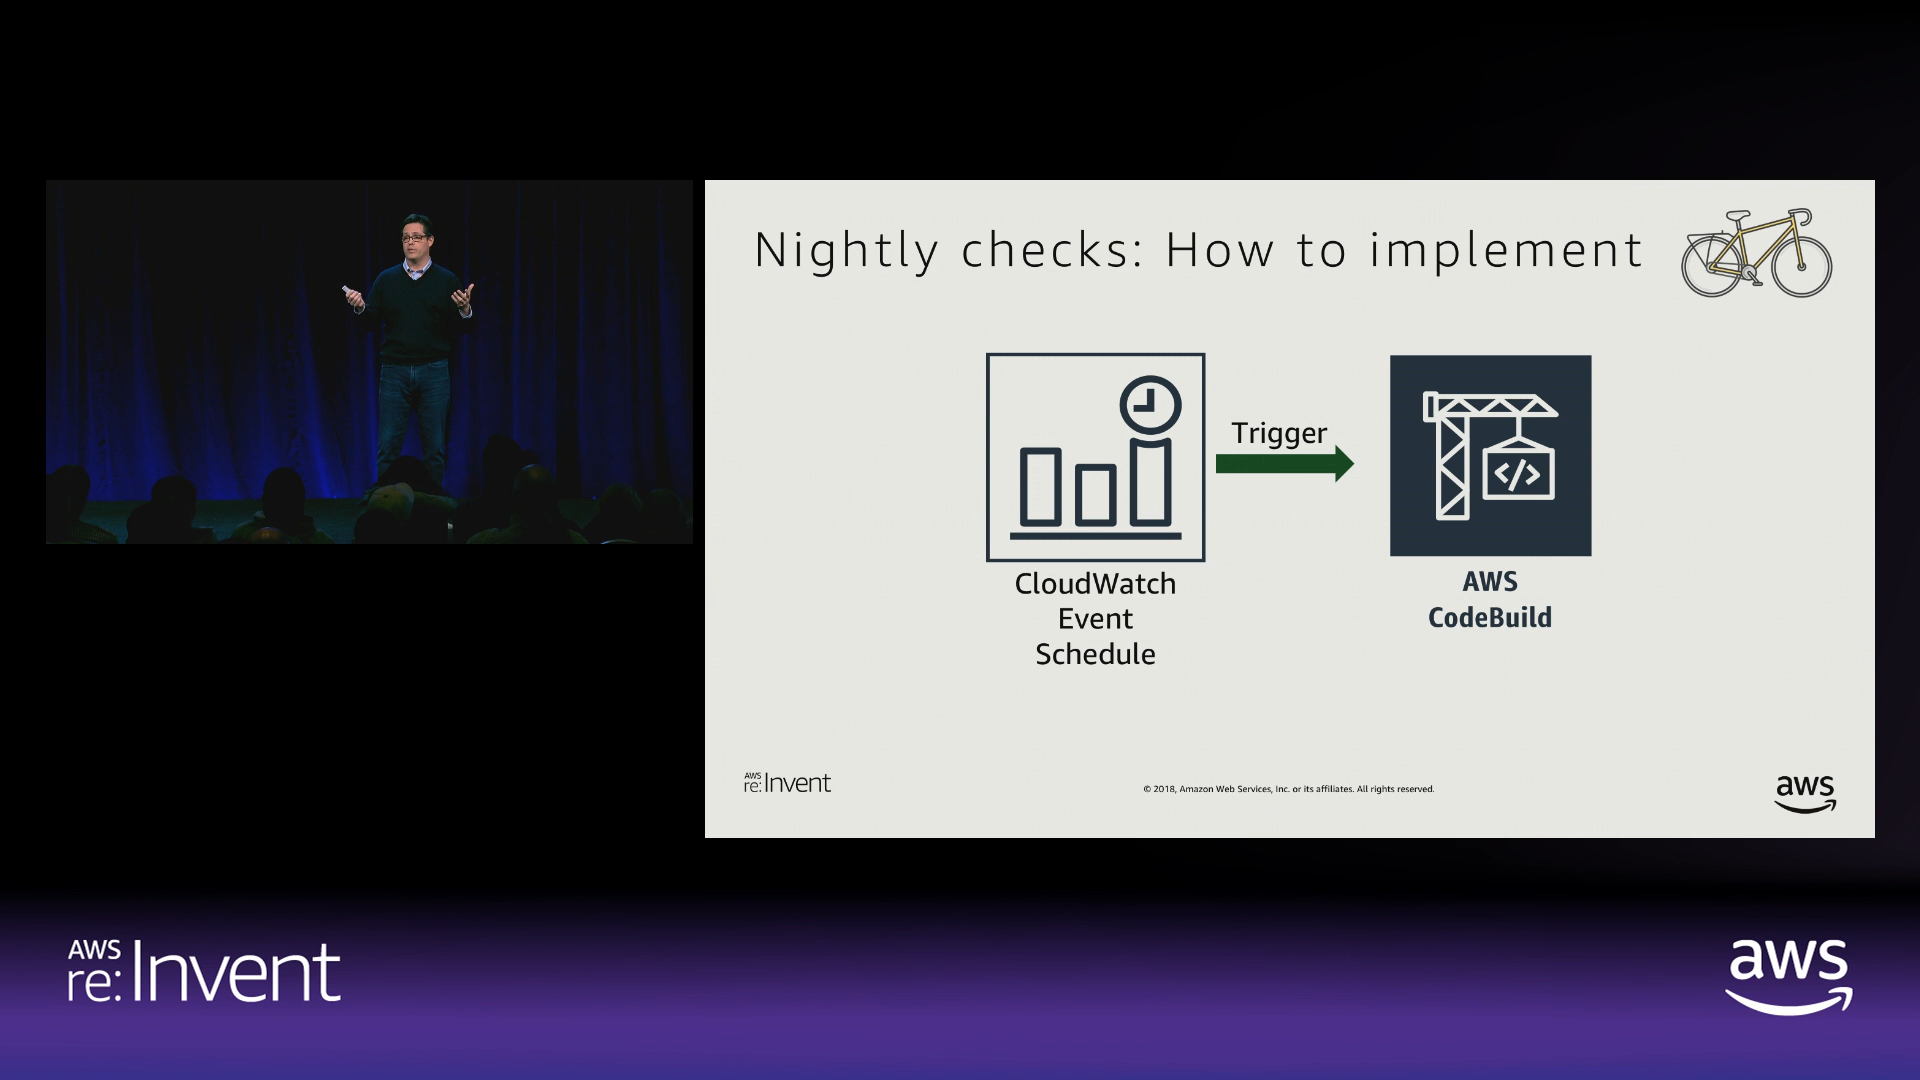 Nightly checks: How to implement
Trigger
CloudWatch
Event
Schedule
</>
AWS
CodeBuild
AWS
re:Invent
© 2018, Amazon Web Services, Inc. or its affiliates. All rights reserved.
aws
AWS
re:Invent
aws